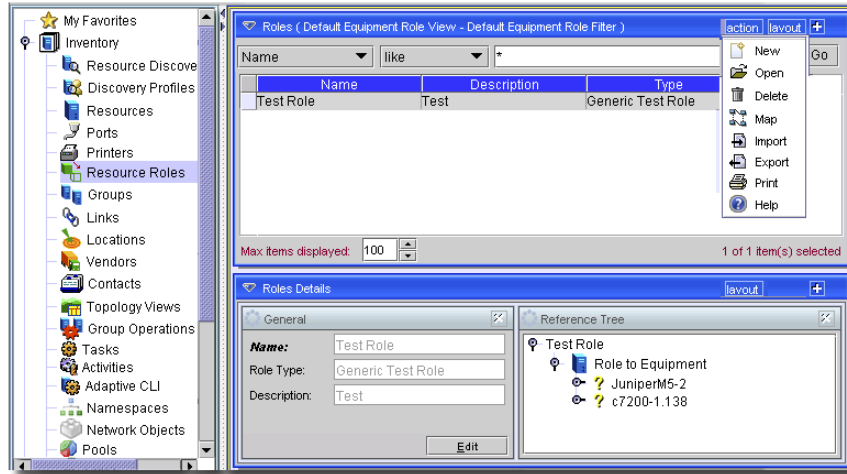 My Favorites
Inventory
Resource Discove
Discovery Profiles
Resources
Ports
Printers
Resource Roles
Groups
Links
Locations
Vendors
Contacts
Topology Views
Group Operations
Tasks
Activities
Adaptive CLI
Namespaces
Network Objects
Pools
Roles ( Default Equipment Role View - Default Equipment Role Filter )
action layout
Name like * Go
Name Description Type
Test Role Test Generic Test Role
New
Open
Delete
Map
Import
Export
Print
Help
Max items displayed: 100 1 of 1 item(s) selected
Roles Details layout
General
Name: Test Role
Role Type: Generic Test Role
Description: Test
Edit
Reference Tree
Test Role
Role to Equipment
? JuniperM5-2
? c7200-1.138